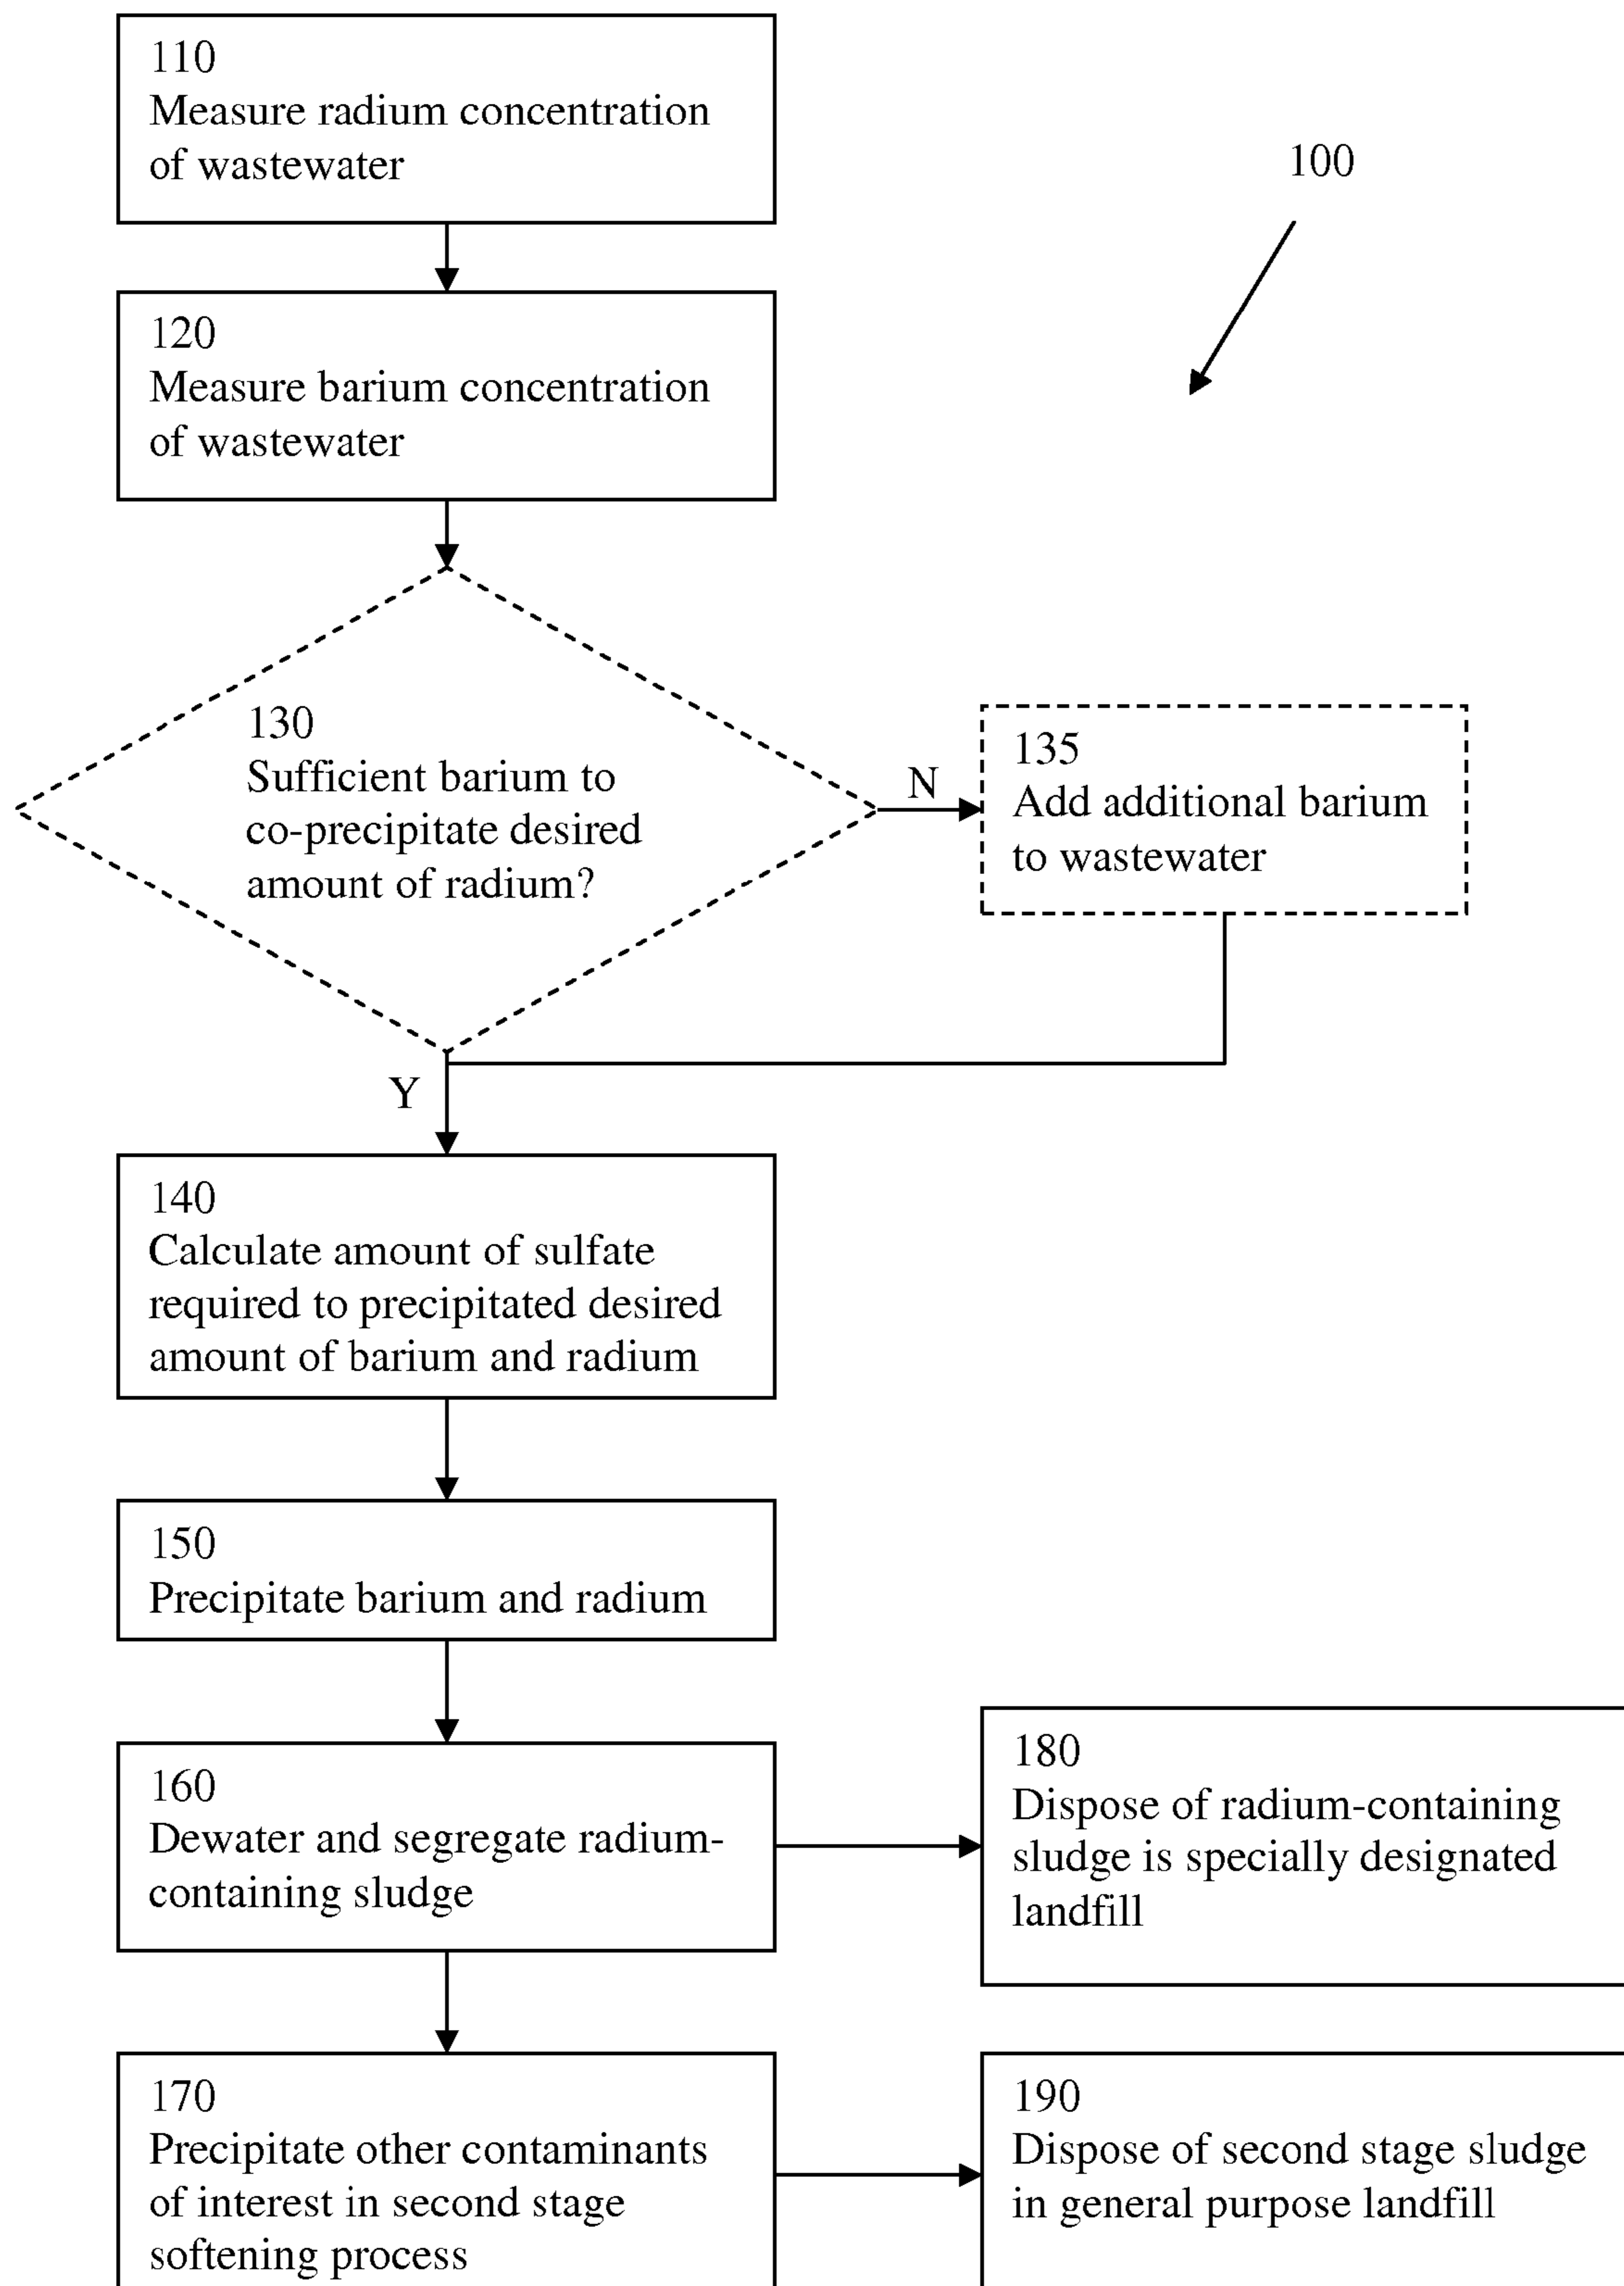 110
Measure radium concentration
of wastewater
100
120
Measure barium concentration
of wastewater
130
Sufficient barium to
co-precipitate desired
amount of radium?
N
135
Add additional barium
to wastewater
Y
140
Calculate amount of sulfate
required to precipitated desired
amount of barium and radium
150
Precipitate barium and radium
160
Dewater and segregate radium-
containing sludge
180
Dispose of radium-containing
sludge is specially designated
landfill
170
Precipitate other contaminants
of interest in second stage
softening process
190
Dispose of second stage sludge
in general purpose landfill